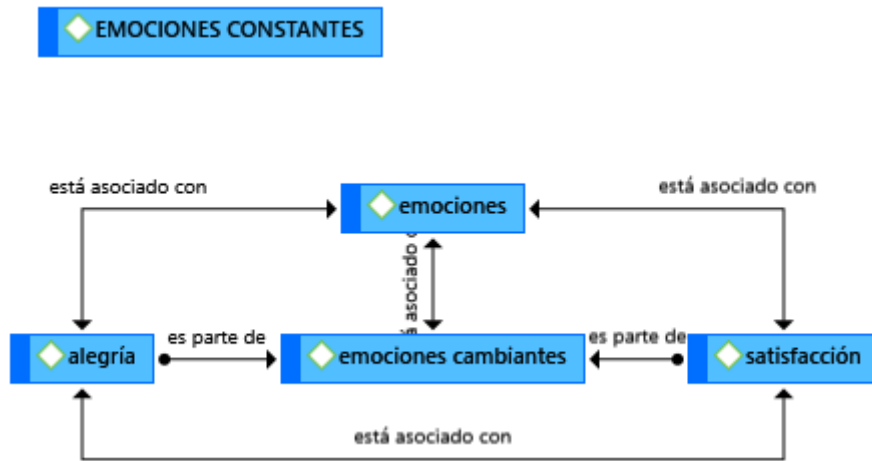 EMOCIONES CONSTANTES
está asociado con
está asociado con
emociones
asociado
es parte de
es parte de
alegría
emociones cambiantes
satisfacción
está asociado con